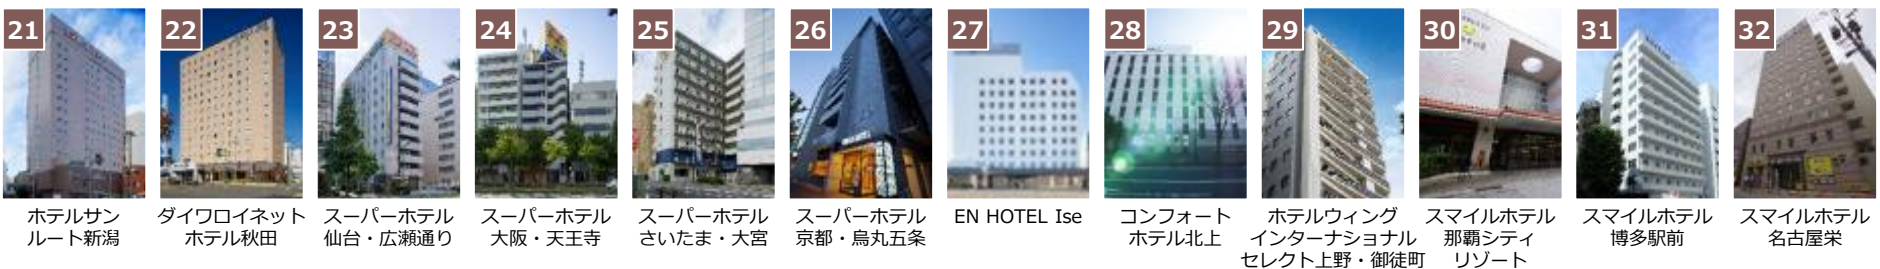 21
ホテルサン
ルート新潟
22
ダイワロイネット
ホテル秋田
23
スーパーホテル
仙台・広瀬通り
24
スーパーホテル
大阪・天王寺
25
スーパーホテル
さいたま・大宮
26
スーパーホテル
京都・烏丸五条
27
EN HOTEL Ise
28
コンフォート
ホテル北上
29
ホテルウィング
インターナショナル
セレクト上野・御徒町
30
スマイルホテル
那覇シティ
リゾート
31
スマイルホテル
博多駅前
32
スマイルホテル
名古屋栄